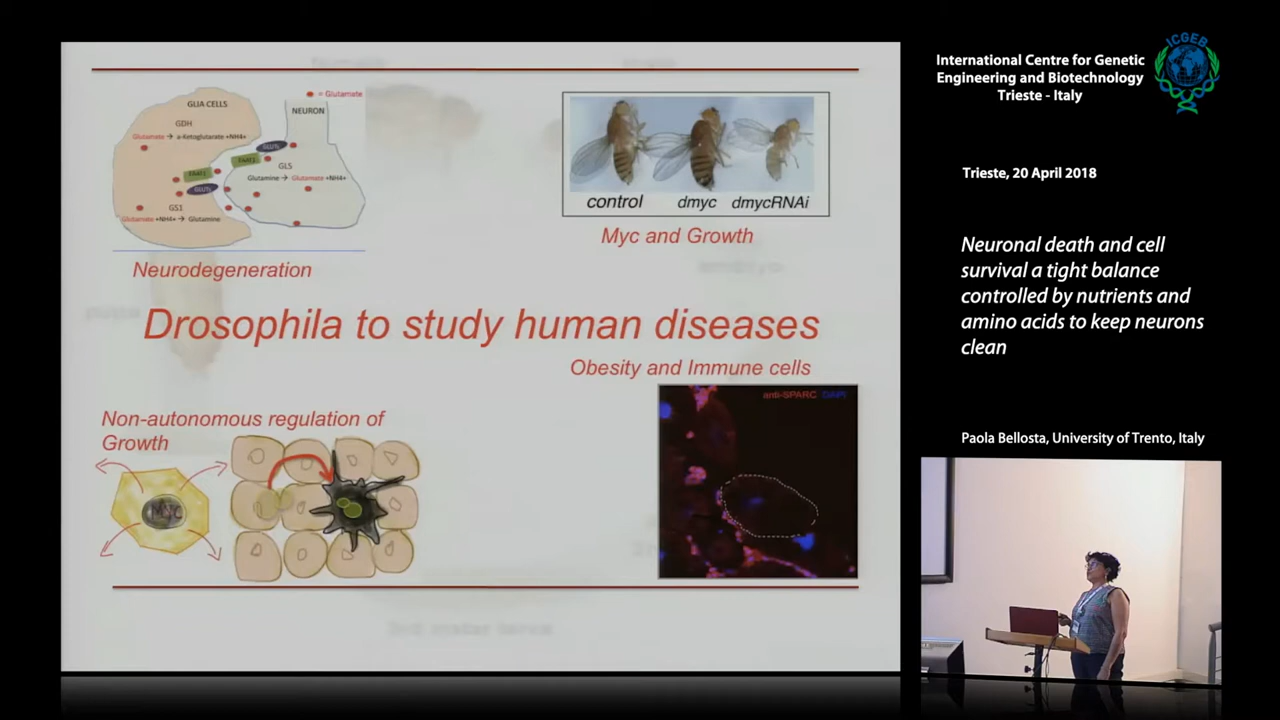 GLIA CELLS
= Glutamate
NEURON
GDH
Glutamate → a-Ketoglutarate +NH4+
GLS
Glutamine → Glutamate +NH4+
GS1
Glutamate +NH4+ → Glutamine
Neurodegeneration
control dmyc dmycRNAi
Myc and Growth
Drosophila to study human diseases
Obesity and Immune cells
anti-SPARC DAPI
Non-autonomous regulation of
Growth
Myc
International Centre for Genetic
Engineering and Biotechnology
Trieste - Italy
ICGEB
Trieste, 20 April 2018
Neuronal death and cell
survival a tight balance
controlled by nutrients and
amino acids to keep neurons
clean
Paola Bellosta, University of Trento, Italy